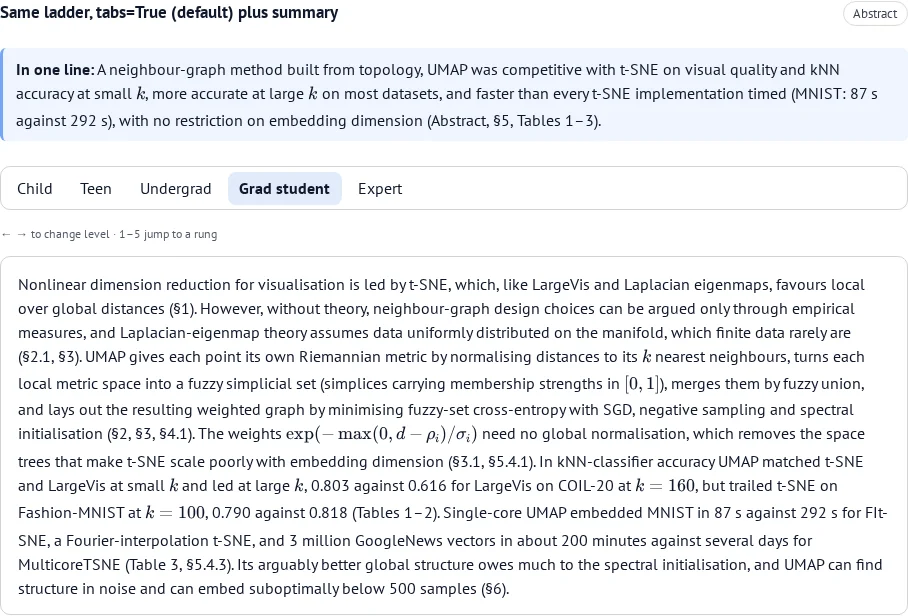 Same ladder, tabs=True (default) plus summary
Abstract
In one line: A neighbour-graph method built from topology, UMAP was competitive with t-SNE on visual quality and kNN
accuracy at small k, more accurate at large k on most datasets, and faster than every t-SNE implementation timed (MNIST: 87 s
against 292 s), with no restriction on embedding dimension (Abstract, §5, Tables 1–3).
Child Teen Undergrad Grad student Expert
← → to change level · 1–5 jump to a rung
Nonlinear dimension reduction for visualisation is led by t-SNE, which, like LargeVis and Laplacian eigenmaps, favours local
over global distances (§1). However, without theory, neighbour-graph design choices can be argued only through empirical
measures, and Laplacian-eigenmap theory assumes data uniformly distributed on the manifold, which finite data rarely are
(§2.1, §3). UMAP gives each point its own Riemannian metric by normalising distances to its k nearest neighbours, turns each
local metric space into a fuzzy simplicial set (simplices carrying membership strengths in [0, 1]), merges them by fuzzy union,
and lays out the resulting weighted graph by minimising fuzzy-set cross-entropy with SGD, negative sampling and spectral
initialisation (§2, §3, §4.1). The weights exp(− max(0, d − ρᵢ)/σᵢ) need no global normalisation, which removes the space
trees that make t-SNE scale poorly with embedding dimension (§3.1, §5.4.1). In kNN-classifier accuracy UMAP matched t-SNE
and LargeVis at small k and led at large k, 0.803 against 0.616 for LargeVis on COIL-20 at k = 160, but trailed t-SNE on
Fashion-MNIST at k = 100, 0.790 against 0.818 (Tables 1–2). Single-core UMAP embedded MNIST in 87 s against 292 s for FIt-
SNE, a Fourier-interpolation t-SNE, and 3 million GoogleNews vectors in about 200 minutes against several days for
MulticoreTSNE (Table 3, §5.4.3). Its arguably better global structure owes much to the spectral initialisation, and UMAP can find
structure in noise and can embed suboptimally below 500 samples (§6).